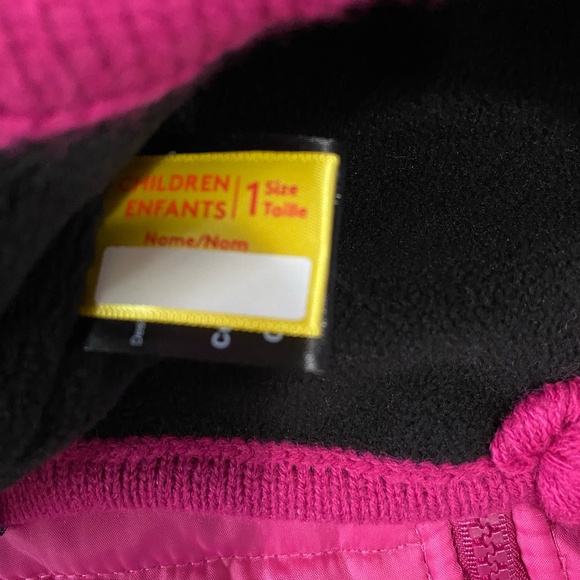 CHILDREN
ENFANTS
1 Size
Taille
Name/Nom